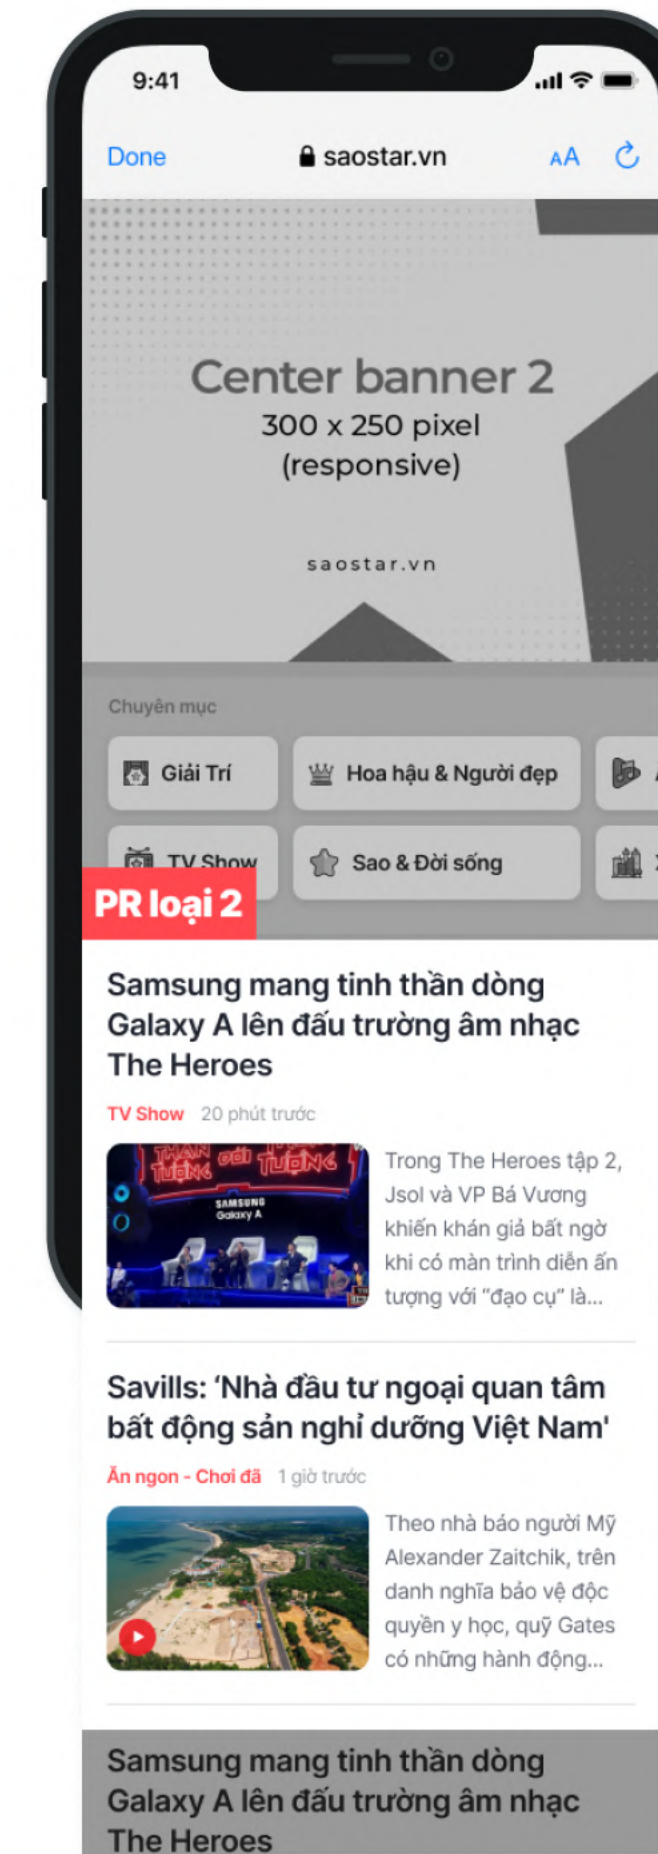 9:41
Done
saostar.vn
AA
Center banner 2
300 x 250 pixel
(responsive)
saostar.vn
Chuyên mục
Giải Trí
Hoa hậu & Người đẹp
TV Show
Sao & Đời sống
PR loại 2
Samsung mang tinh thần dòng
Galaxy A lên đấu trường âm nhạc
The Heroes
TV Show 20 phút trước
THẦN TƯỢNG ĐỐI THẦN TƯỢNG
SAMSUNG
Galaxy A
Trong The Heroes tập 2,
Jsol và VP Bá Vương
khiến khán giả bất ngờ
khi có màn trình diễn ấn
tượng với “đạo cụ” là...
Savills: ‘Nhà đầu tư ngoại quan tâm
bất động sản nghỉ dưỡng Việt Nam'
Ăn ngon - Chơi đã 1 giờ trước
Theo nhà báo người Mỹ
Alexander Zaitchik, trên
danh nghĩa bảo vệ độc
quyền y học, quỹ Gates
có những hành động...
Samsung mang tinh thần dòng
Galaxy A lên đấu trường âm nhạc
The Heroes